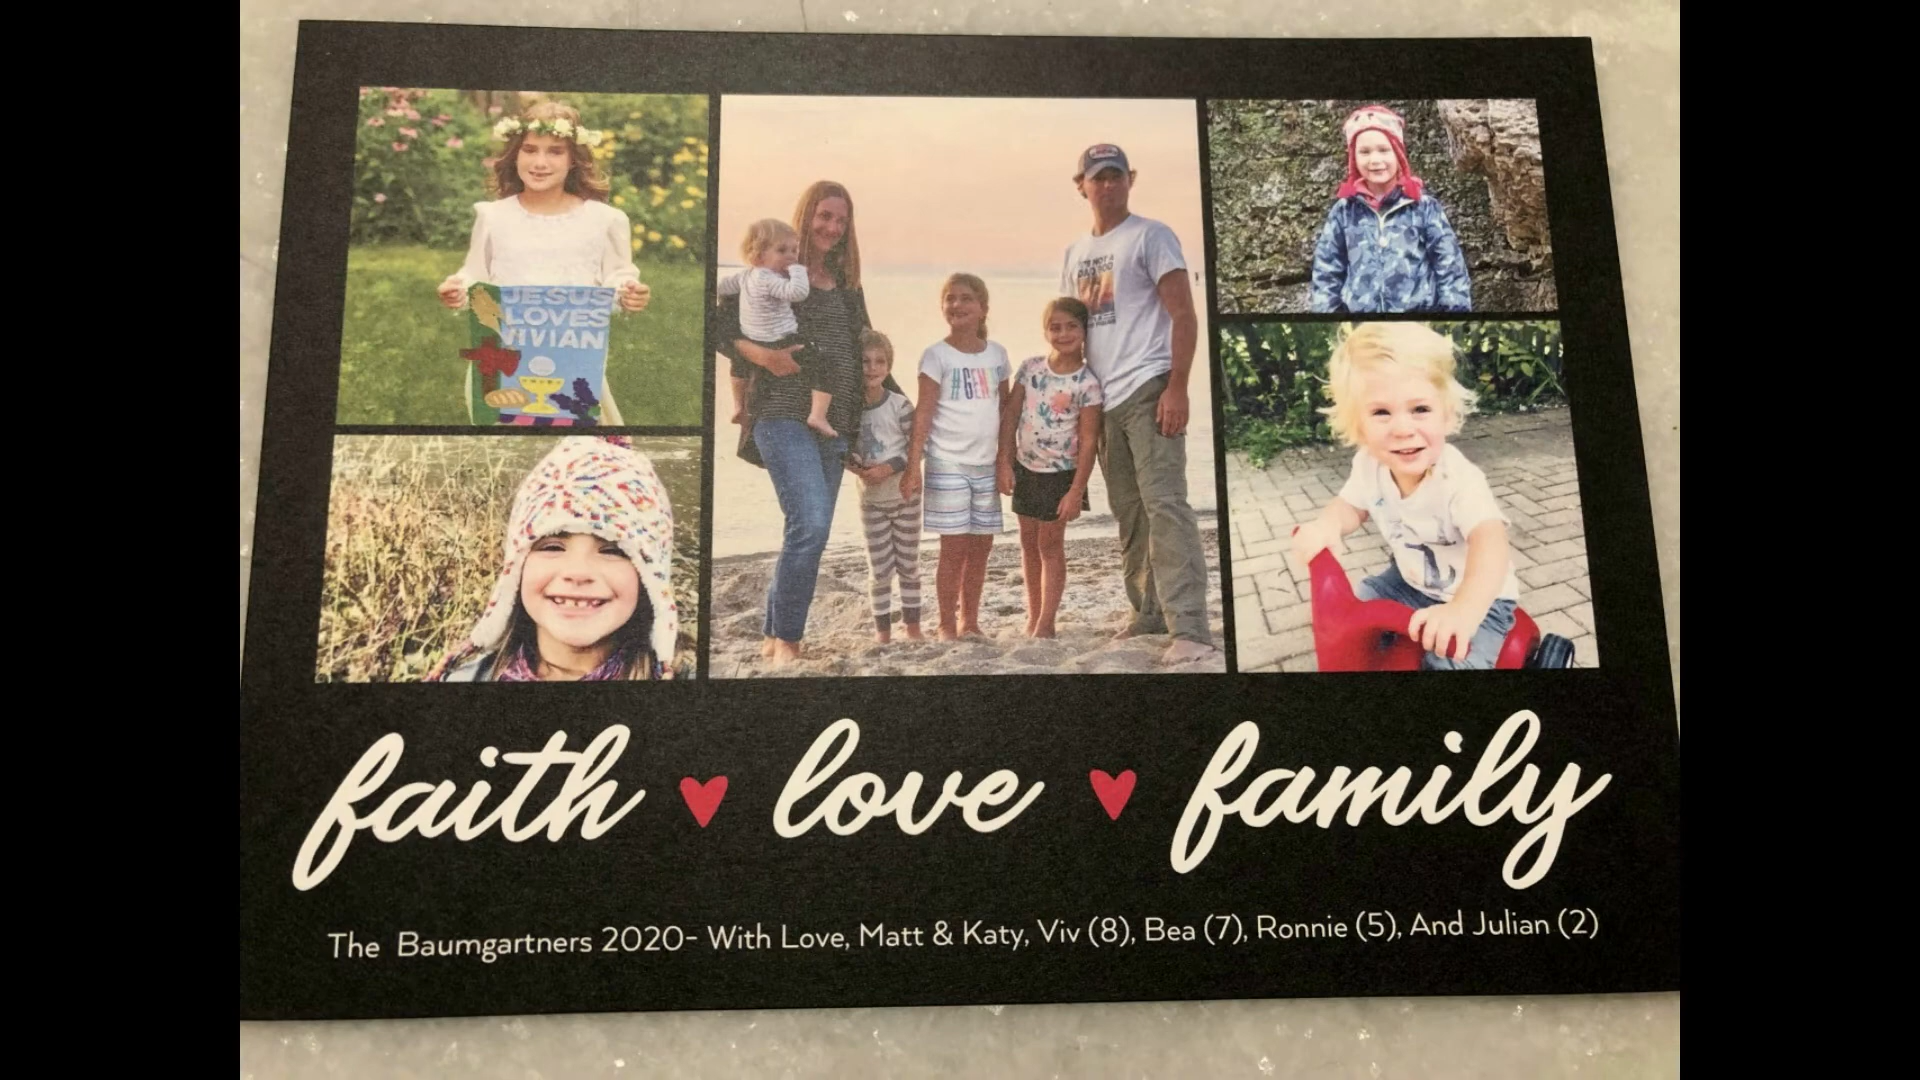 JESUS
LOVES
VIVIAN
faith ♥ love ♥ family
The Baumgartners 2020- With Love, Matt & Katy, Viv (8), Bea (7), Ronnie (5), And Julian (2)